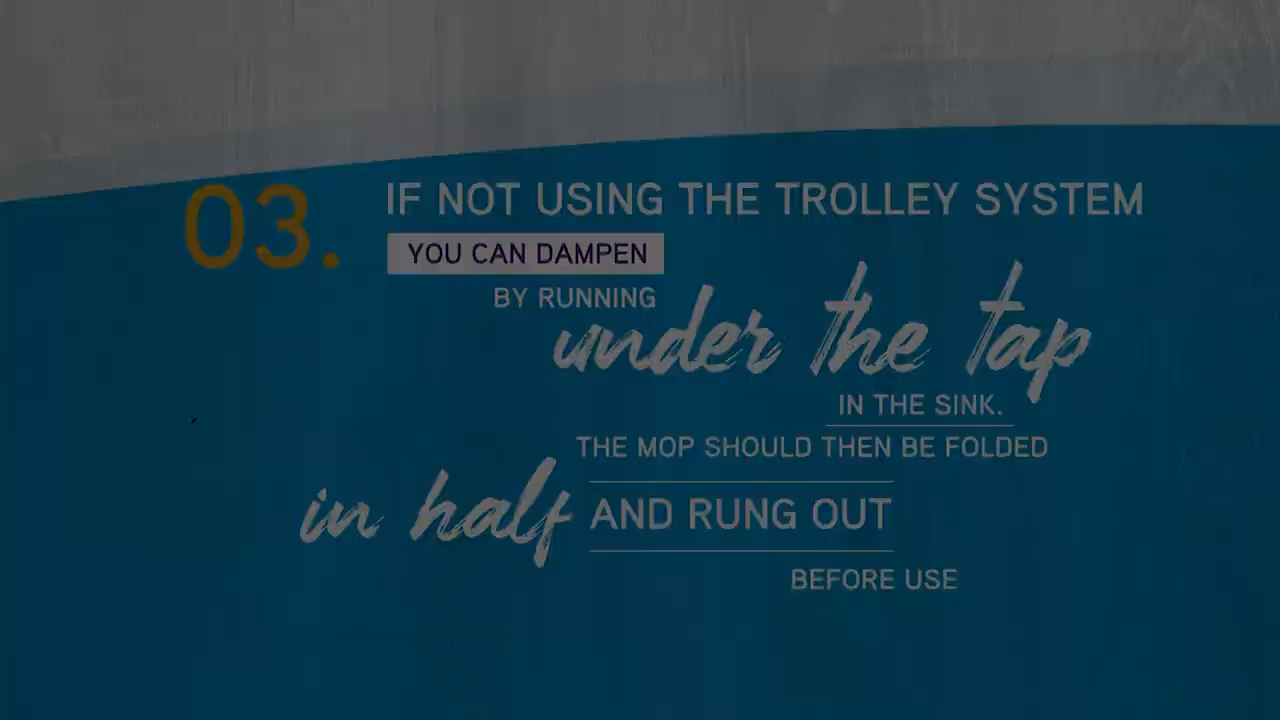 03.
IF NOT USING THE TROLLEY SYSTEM
YOU CAN DAMPEN
BY RUNNING
under the tap
IN THE SINK.
THE MOP SHOULD THEN BE FOLDED
in half AND RUNG OUT
BEFORE USE